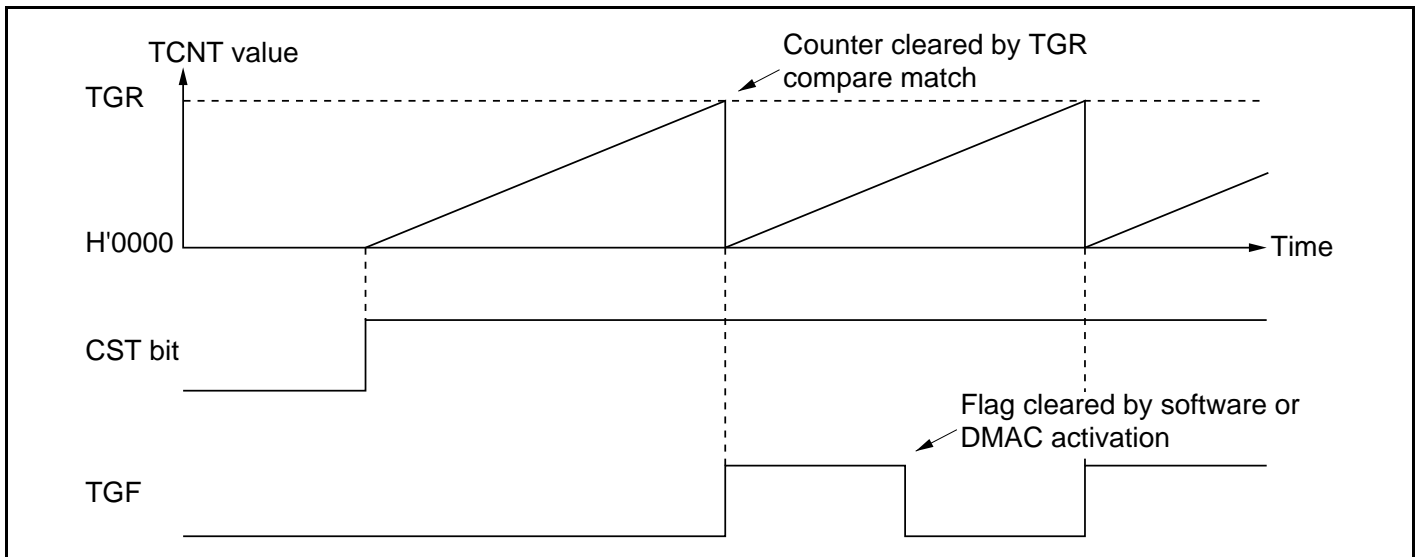 TCNT value
Counter cleared by TGR
compare match
TGR
H'0000
Time
CST bit
Flag cleared by software or
DMAC activation
TGF